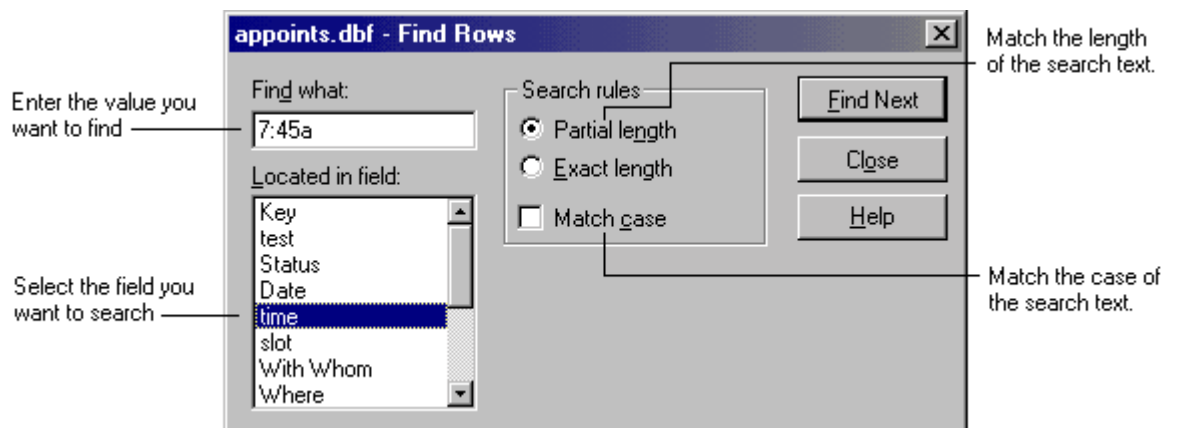 appoints.dbf - Find Rows
Match the length
of the search text.
Enter the value you
want to find
Find what:
7:45a
Search rules
Partial length
Exact length
Match case
Find Next
Close
Help
Located in field:
Key
test
Status
Date
time
slot
With Whom
Where
Select the field you
want to search
Match the case of
the search text.